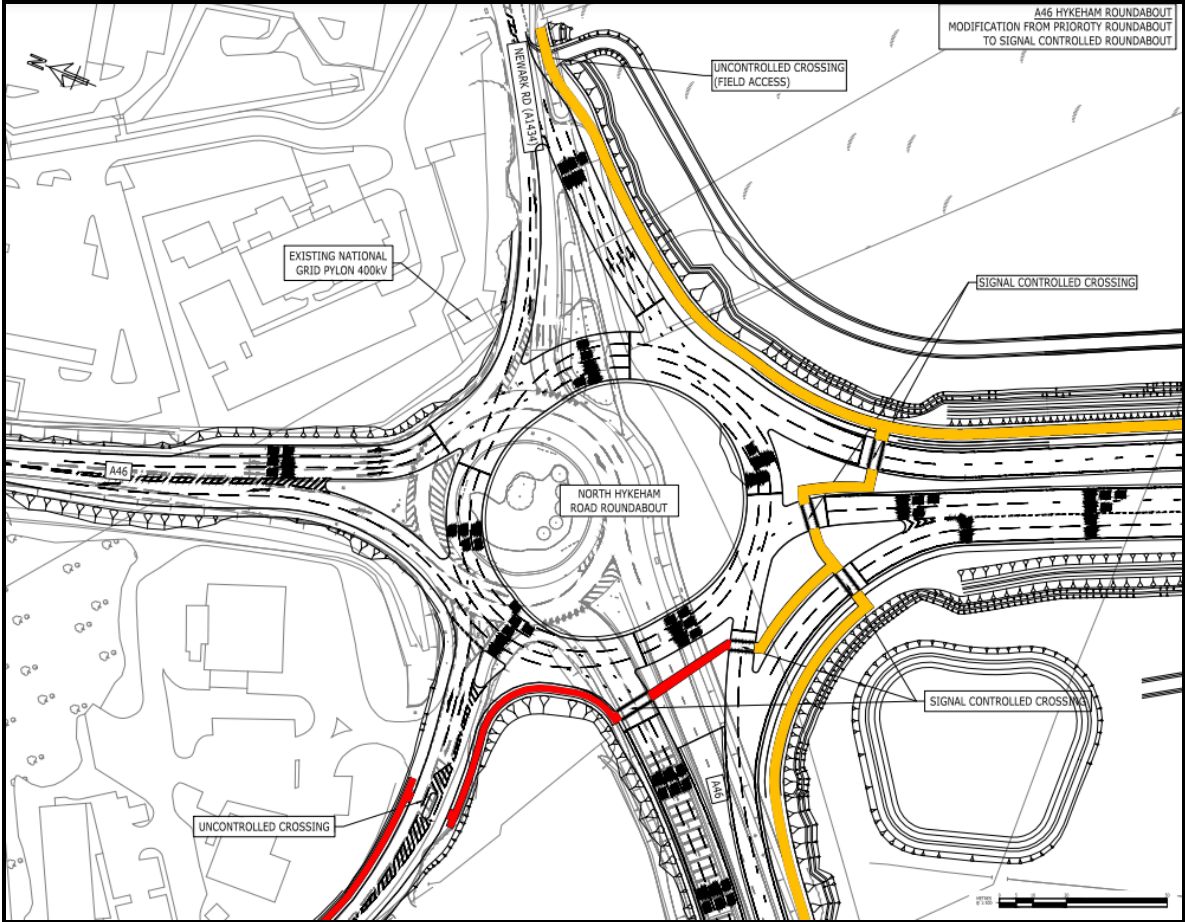 A46 HYKEHAM ROUNDABOUT
MODIFICATION FROM PRIOROTY ROUNDABOUT
TO SIGNAL CONTROLLED ROUNDABOUT
N
NEWARK RD (A1434)
UNCONTROLLED CROSSING
(FIELD ACCESS)
EXISTING NATIONAL
GRID PYLON 400kV
SIGNAL CONTROLLED CROSSING
A46
NORTH HYKEHAM
ROAD ROUNDABOUT
SIGNAL CONTROLLED CROSSING
A46
UNCONTROLLED CROSSING